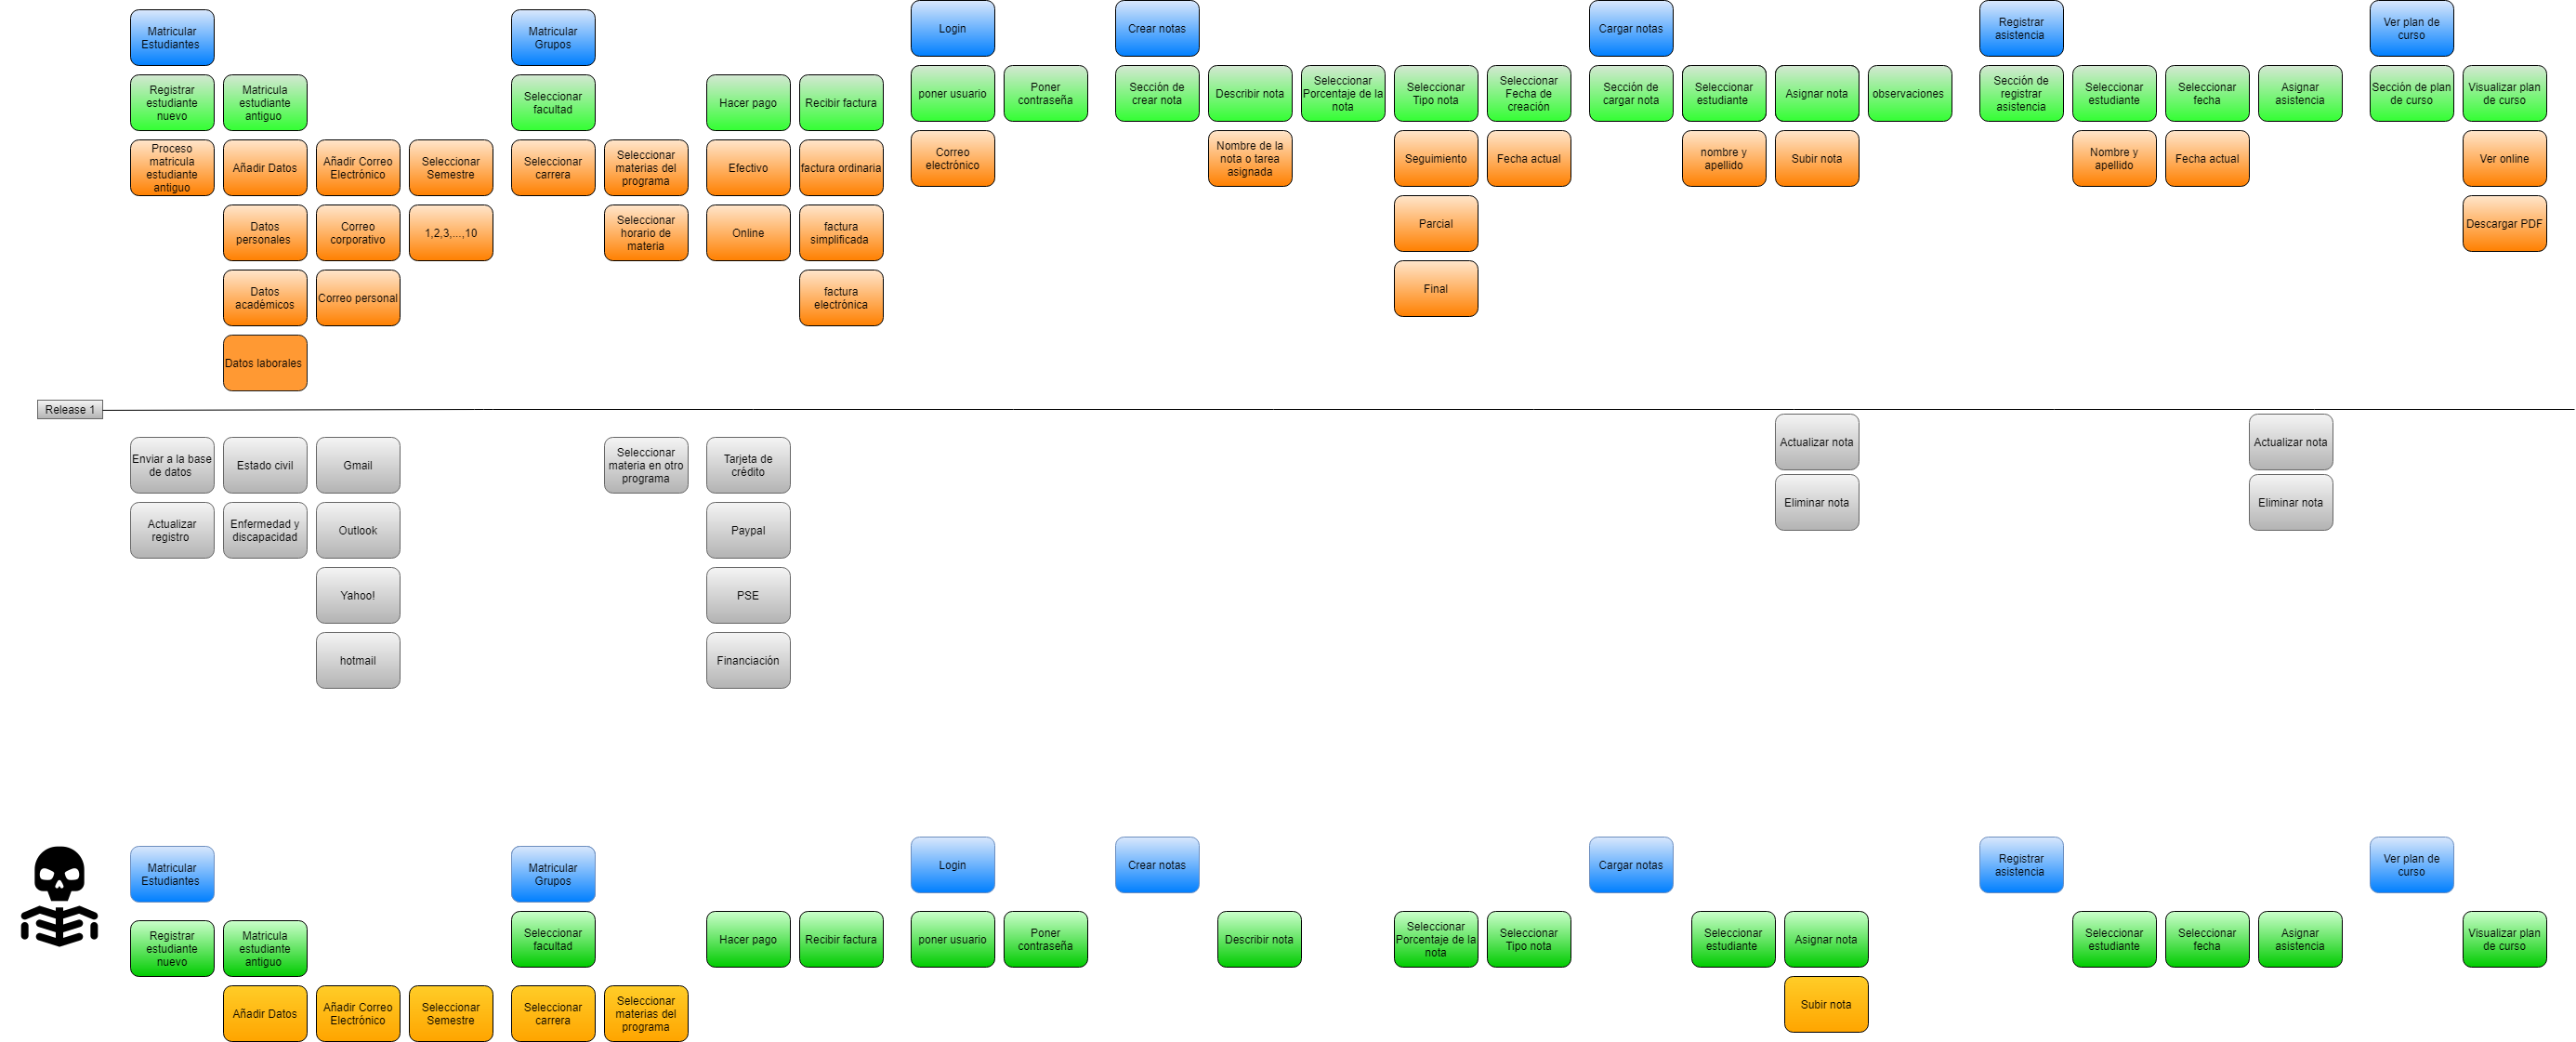 Matricular
Estudiantes
Matricular
Grupos
Login
Crear notas
Cargar notas
Registrar
asistencia
Ver plan de
curso
Registrar
estudiante
nuevo
Matricula
estudiante
antiguo
Seleccionar
facultad
Hacer pago
Recibir factura
poner usuario
Poner
contraseña
Sección de
crear nota
Describir nota
Seleccionar
Porcentaje de la
nota
Seleccionar
Tipo nota
Seleccionar
Fecha de
creación
Sección de
cargar nota
Seleccionar
estudiante
Asignar nota
observaciones
Sección de
registrar
asistencia
Seleccionar
estudiante
Seleccionar
fecha
Asignar
asistencia
Sección de plan
de curso
Visualizar plan
de curso
Proceso
matricula
estudiante
antiguo
Añadir Datos
Añadir Correo
Electrónico
Seleccionar
Semestre
Seleccionar
carrera
Seleccionar
materias del
programa
Efectivo
factura ordinaria
Correo
electrónico
Nombre de la
nota o tarea
asignada
Seguimiento
Fecha actual
nombre y
apellido
Subir nota
Nombre y
apellido
Fecha actual
Ver online
Datos
personales
Correo
corporativo
1,2,3,...,10
Seleccionar
horario de
materia
Online
factura
simplificada
Parcial
Descargar PDF
Datos
académicos
Correo personal
factura
electrónica
Final
Datos laborales
Release 1
Enviar a la base
de datos
Estado civil
Gmail
Seleccionar
materia en otro
programa
Tarjeta de
crédito
Actualizar nota
Actualizar nota
Actualizar
registro
Enfermedad y
discapacidad
Outlook
Paypal
Eliminar nota
Eliminar nota
Yahoo!
PSE
hotmail
Financiación
Matricular
Estudiantes
Matricular
Grupos
Login
Crear notas
Cargar notas
Registrar
asistencia
Ver plan de
curso
Registrar
estudiante
nuevo
Matricula
estudiante
antiguo
Seleccionar
facultad
Hacer pago
Recibir factura
poner usuario
Poner
contraseña
Describir nota
Seleccionar
Porcentaje de la
nota
Seleccionar
Tipo nota
Seleccionar
estudiante
Asignar nota
Seleccionar
estudiante
Seleccionar
fecha
Asignar
asistencia
Visualizar plan
de curso
Añadir Datos
Añadir Correo
Electrónico
Seleccionar
Semestre
Seleccionar
carrera
Seleccionar
materias del
programa
Subir nota